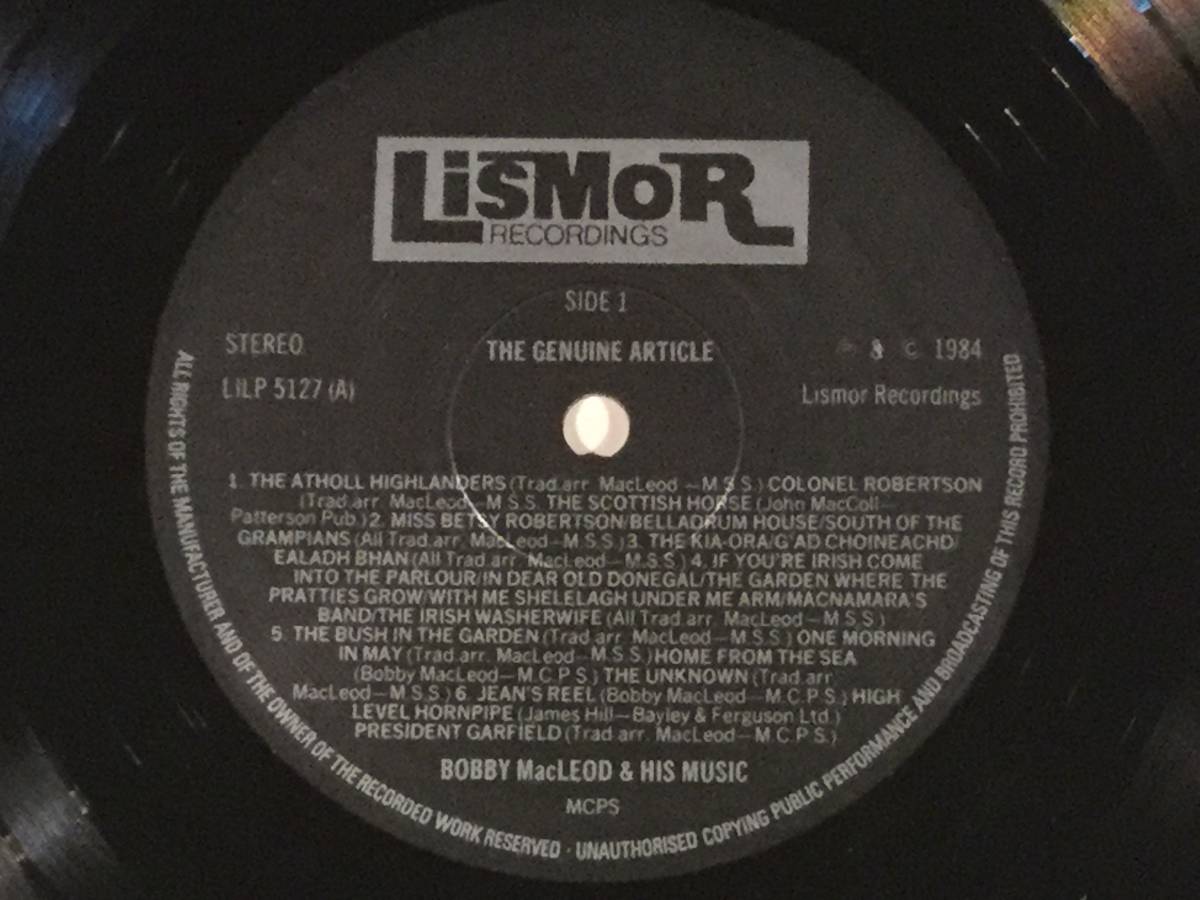 LiSMoR
RECORDINGS
SIDE 1
STEREO
THE GENUINE ARTICLE
& © 1984
LILP 5127 (A)
Lismor Recordings
1. THE ATHOLL HIGHLANDERS (Trad.arr. MacLeod—M.S.S.) COLONEL ROBERTSON
(Trad.arr. MacLeod—M.S.S. THE SCOTTISH HORSE (John MacColl—
Patterson Pub.) 2. MISS BETSY ROBERTSON/BELLADRUM HOUSE/SOUTH OF THE
GRAMPIANS (All Trad.arr. MacLeod—M.S.S.) 3. THE KIA-ORA/G'AD CHOINEACHD
EALADH BHAN (All Trad.arr. MacLeod—M.S.S.) 4. IF YOU'RE IRISH COME
INTO THE PARLOUR/IN DEAR OLD DONEGAL/THE GARDEN WHERE THE
PRATTIES GROW/WITH ME SHELELAGH UNDER ME ARM/MACNAMARA'S
BAND/THE IRISH WASHERWIFE (All Trad.arr. MacLeod—M.S.S.)
5. THE BUSH IN THE GARDEN (Trad.arr. MacLeod—M.S.S.) ONE MORNING
IN MAY (Trad.arr. MacLeod—M.S.S.) HOME FROM THE SEA
(Bobby MacLeod—M.C.P.S.) THE UNKNOWN (Trad.arr.
MacLeod—M.S.S.) 6. JEAN'S REEL (Bobby MacLeod—M.C.P.S.) HIGH
LEVEL HORNPIPE (James Hill—Bayley & Ferguson Ltd.)
PRESIDENT GARFIELD (Trad.arr. MacLeod—M.C.P.S.)
BOBBY MacLEOD & HIS MUSIC
MCPS
ALL RIGHTS OF THE MANUFACTURER AND OF THE OWNER OF THE RECORDED WORK RESERVED · UNAUTHORISED COPYING PUBLIC PERFORMANCE AND BROADCASTING OF THIS RECORD PROHIBITED